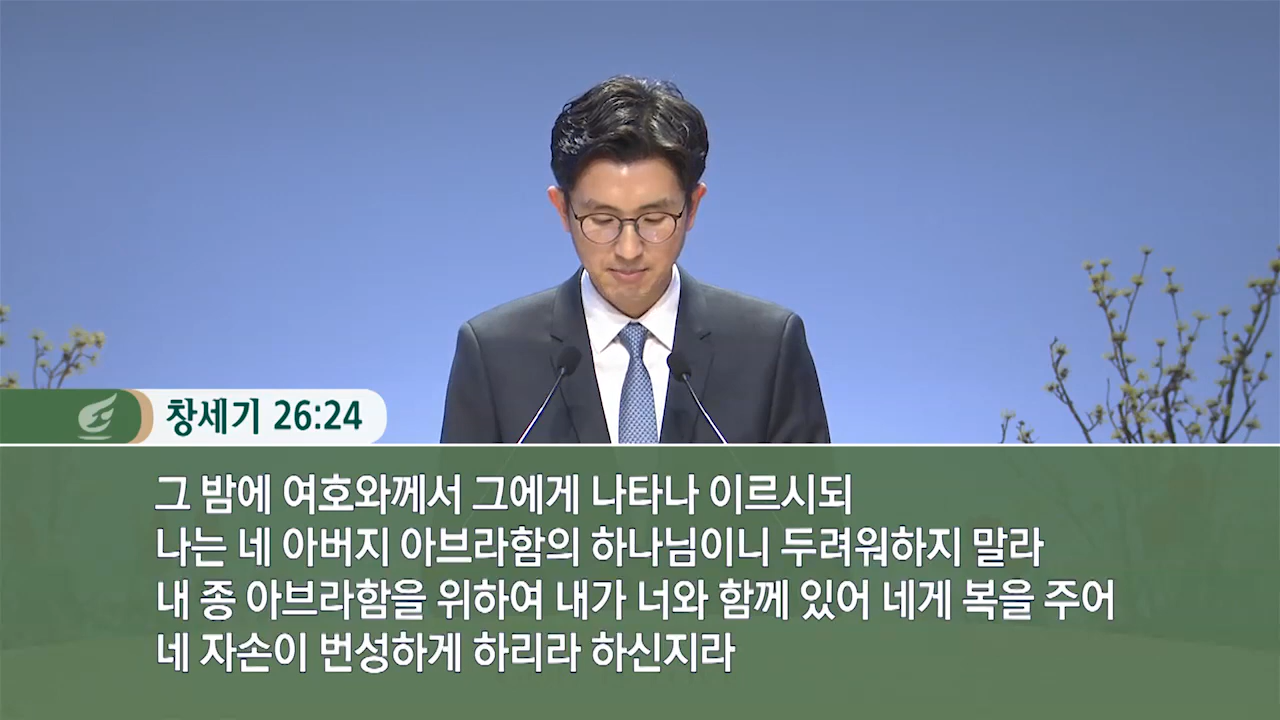 창세기 26:24
그 밤에 여호와께서 그에게 나타나 이르시되
나는 네 아버지 아브라함의 하나님이니 두려워하지 말라
내 종 아브라함을 위하여 내가 너와 함께 있어 네게 복을 주어
네 자손이 번성하게 하리라 하신지라